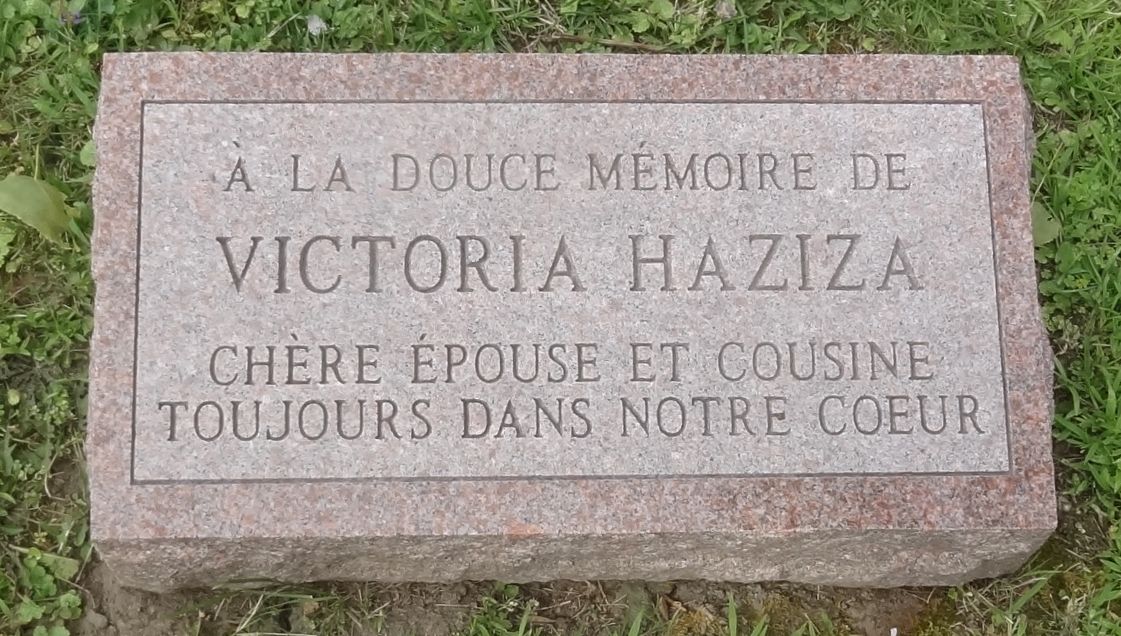 À LA DOUCE MÉMOIRE DE
VICTORIA HAZIZA
CHÈRE ÉPOUSE ET COUSINE
TOUJOURS DANS NOTRE COEUR